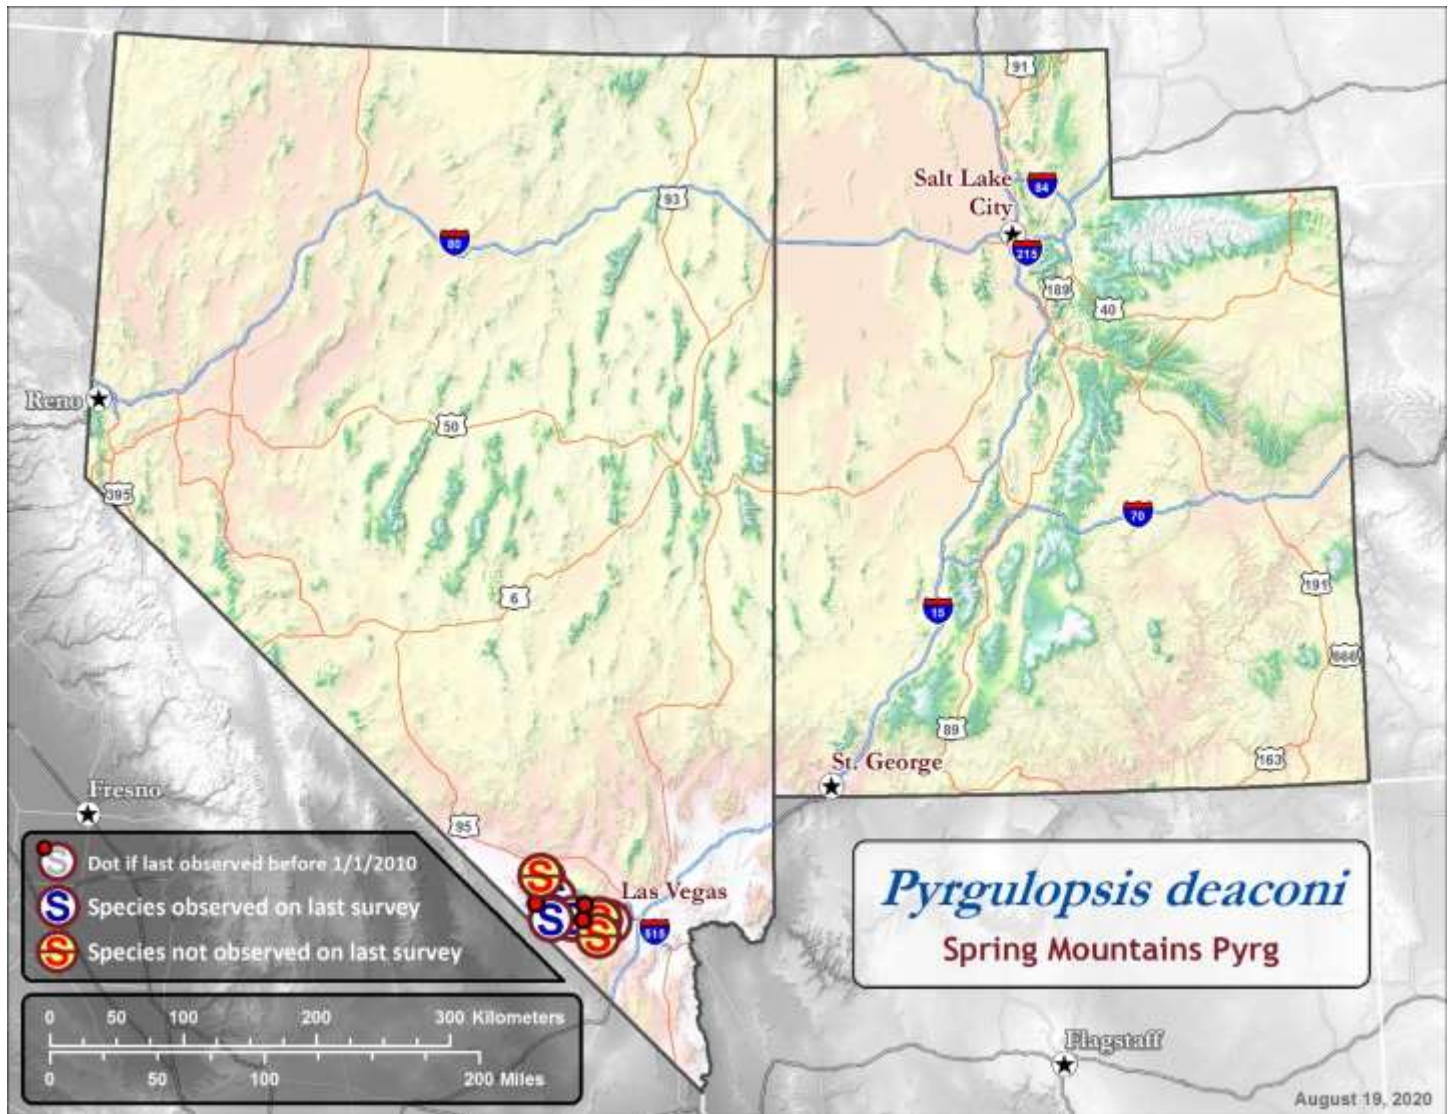 91
Salt Lake
City
84
93
80
215
189
40
Reno
50
395
70
6
191
15
666
89
163
St. George
Fresno
95
S Dot if last observed before 1/1/2010
S Species observed on last survey
S Species not observed on last survey
S
S
S
Las Vegas
515
Pyrgulopsis deaconi
Spring Mountains Pyrg
0 50 100 200 300 Kilometers
0 50 100 200 Miles
Flagstaff
August 19, 2020